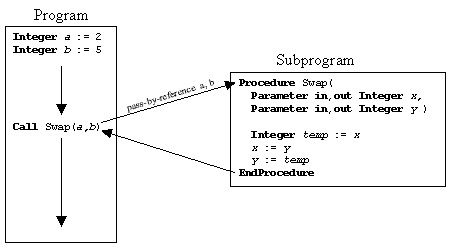 Program
Integer a := 2
Integer b := 5
Call Swap(a,b)
pass-by-reference a, b
Subprogram
Procedure Swap(
Parameter in,out Integer x,
Parameter in,out Integer y )
Integer temp := x
x := y
y := temp
EndProcedure